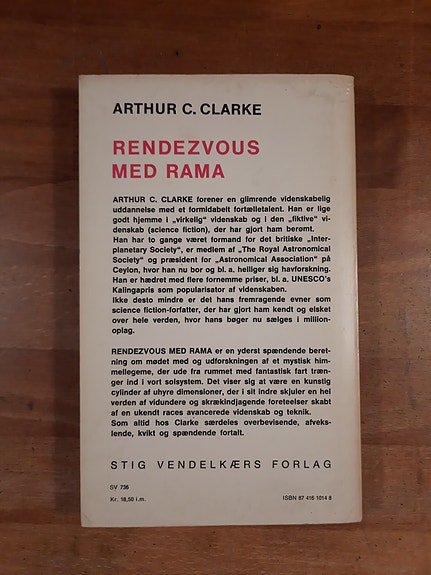 ARTHUR C. CLARKE
RENDEZVOUS
MED RAMA
ARTHUR C. CLARKE forener en glimrende videnskabelig
uddannelse med et formidabelt fortælletalent. Han er lige
godt hjemme i „virkelig" videnskab og i den „fiktive" vi-
denskab (science fiction), der har gjort ham berømt.
Han har to gange været formand for det britiske „Inter-
planetary Society", er medlem af „The Royal Astronomical
Society" og præsident for „Astronomical Association" på
Ceylon, hvor han nu bor og bl. a. helliger sig havforskning.
Han er hædret med flere fornemme priser, bl. a. UNESCO's
Kalingapris som popularisator af videnskaben.
Ikke desto mindre er det hans fremragende evner som
science fiction-forfatter, der har gjort ham kendt og elsket
over hele verden, hvor hans bøger nu sælges i million-
oplag.
RENDEZVOUS MED RAMA er en yderst spændende beret-
ning om mødet med og udforskningen af et mystisk him-
mellegeme, der ude fra rummet med fantastisk fart træn-
ger ind i vort solsystem. Det viser sig at være en kunstig
cylinder af uhyre dimensioner, der i sit indre skjuler en hel
verden af vidundere og skrækindjagende foreteelser skabt
af en ukendt races avancerede videnskab og teknik.
Som altid hos Clarke særdeles overbevisende, afveks-
lende, kvikt og spændende fortalt.
STIG VENDELKÆRS FORLAG
SV 736
Kr. 18,50 i.m.
ISBN 87 416 1014 8